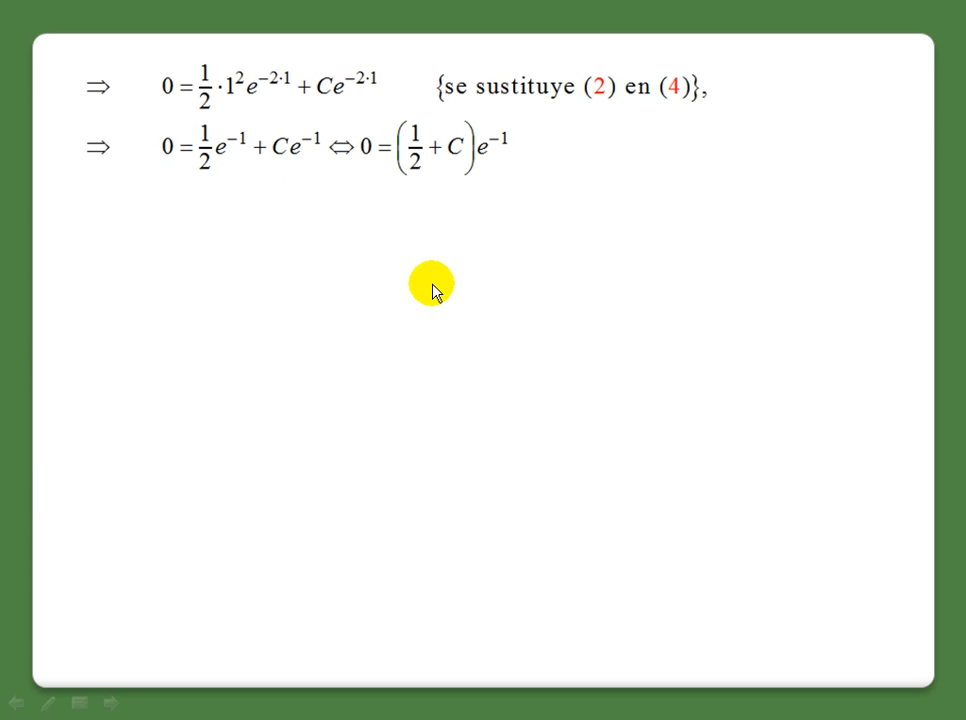 ⇒ 0 = 1/2 · 1²e⁻²·¹ + Ce⁻²·¹ {se sustituye (2) en (4)},
⇒ 0 = 1/2 e⁻¹ + Ce⁻¹ ⇔ 0 = (1/2 + C)e⁻¹